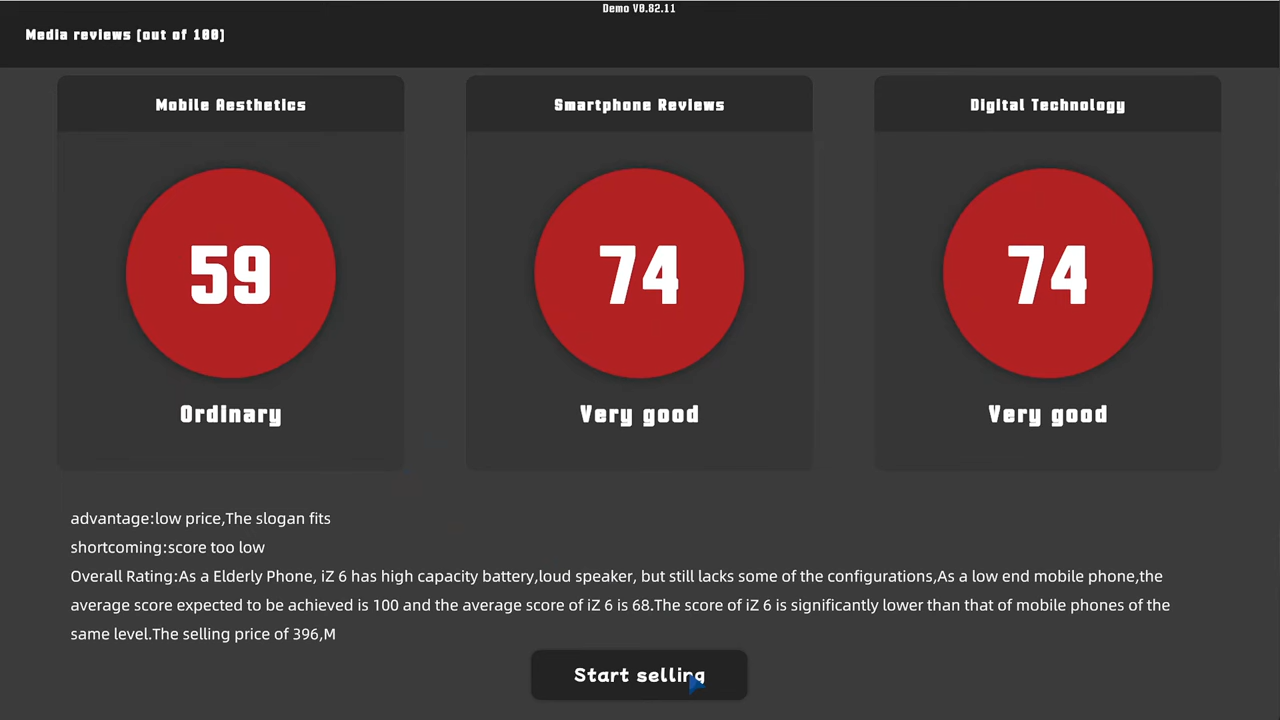 Demo V0.82.11
Media reviews (out of 100)
Mobile Aesthetics
Smartphone Reviews
Digital Technology
59
74
74
Ordinary
Very good
Very good
advantage:low price,The slogan fits
shortcoming:score too low
Overall Rating:As a Elderly Phone, iZ 6 has high capacity battery,loud speaker, but still lacks some of the configurations,As a low end mobile phone,the
average score expected to be achieved is 100 and the average score of iZ 6 is 68.The score of iZ 6 is significantly lower than that of mobile phones of the
same level.The selling price of 396,M
Start selling